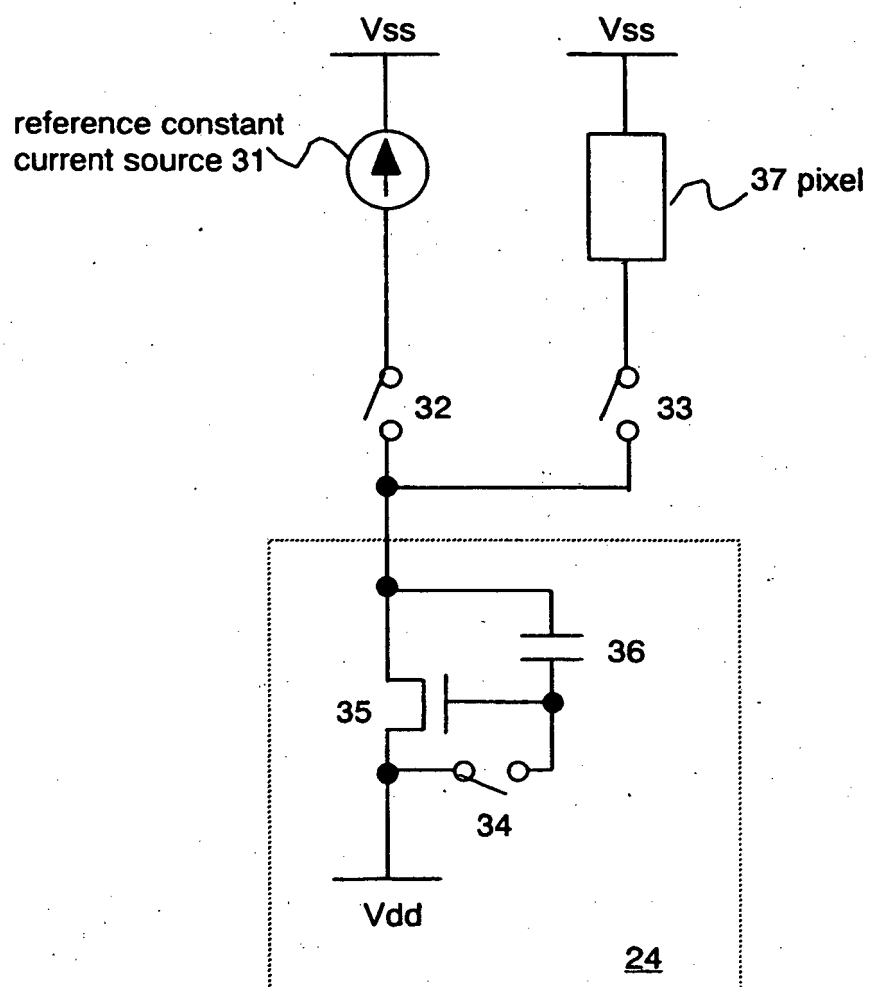 Vss
Vss
reference constant
current source 31
37 pixel
32
33
36
35
34
Vdd
24